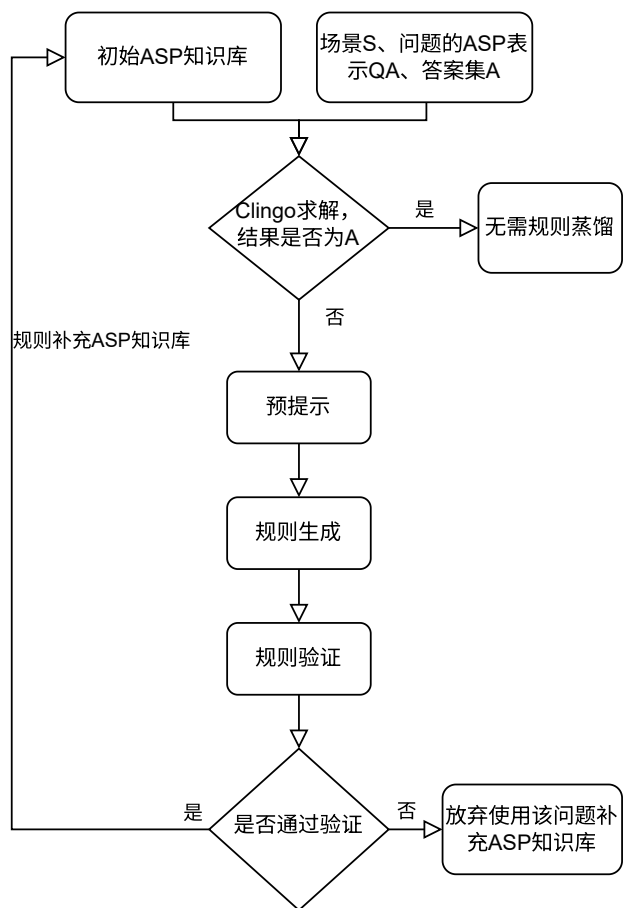 初始ASP知识库
场景S、问题的ASP表
示QA、答案集A
Clingo求解，
结果是否为A
是
无需规则蒸馏
否
规则补充ASP知识库
预提示
规则生成
规则验证
是
是否通过验证
否
放弃使用该问题补
充ASP知识库